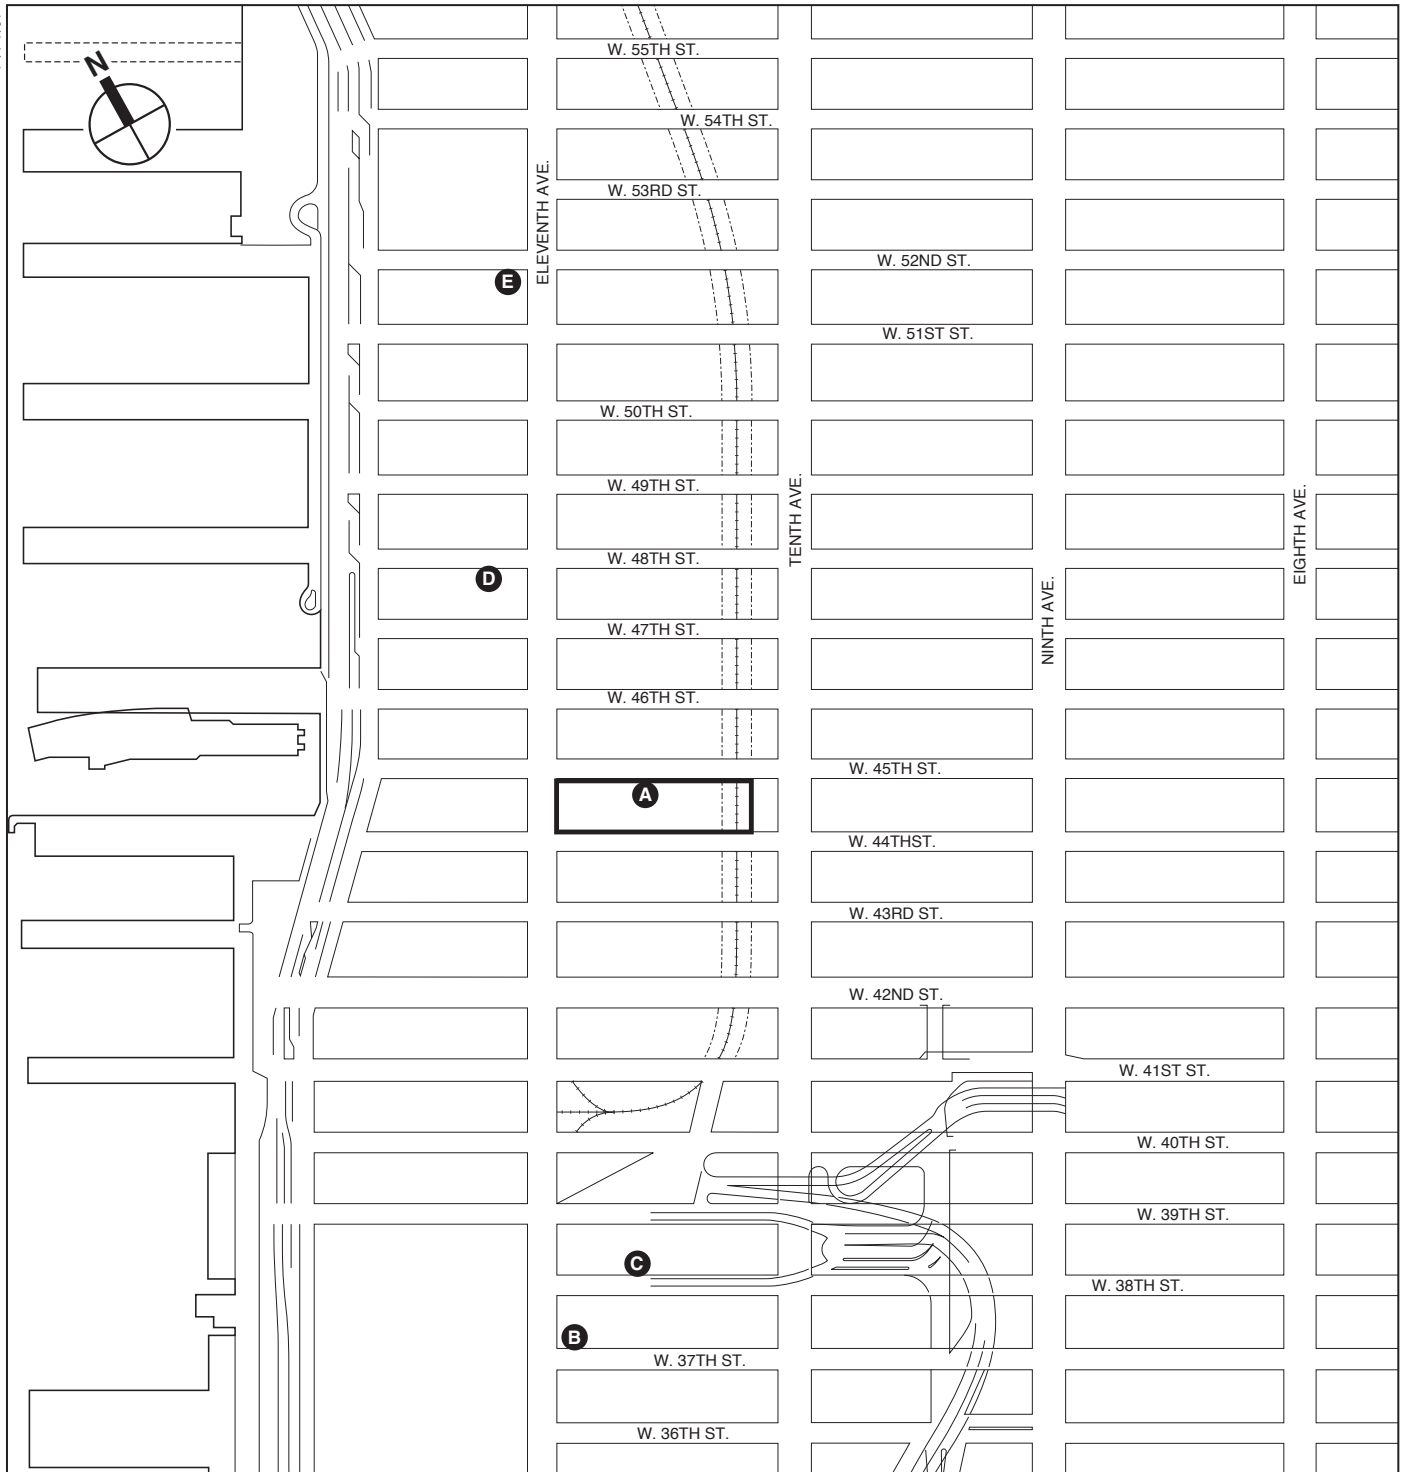 W. 55TH ST.
N
W. 54TH ST.
ELEVENTH AVE.
W. 53RD ST.
W. 52ND ST.
E
W. 51ST ST.
W. 50TH ST.
TENTH AVE.
EIGHTH AVE.
W. 49TH ST.
W. 48TH ST.
D
NINTH AVE.
W. 47TH ST.
W. 46TH ST.
W. 45TH ST.
A
W. 44THST.
W. 43RD ST.
W. 42ND ST.
W. 41ST ST.
W. 40TH ST.
W. 39TH ST.
C
W. 38TH ST.
B
W. 37TH ST.
W. 36TH ST.